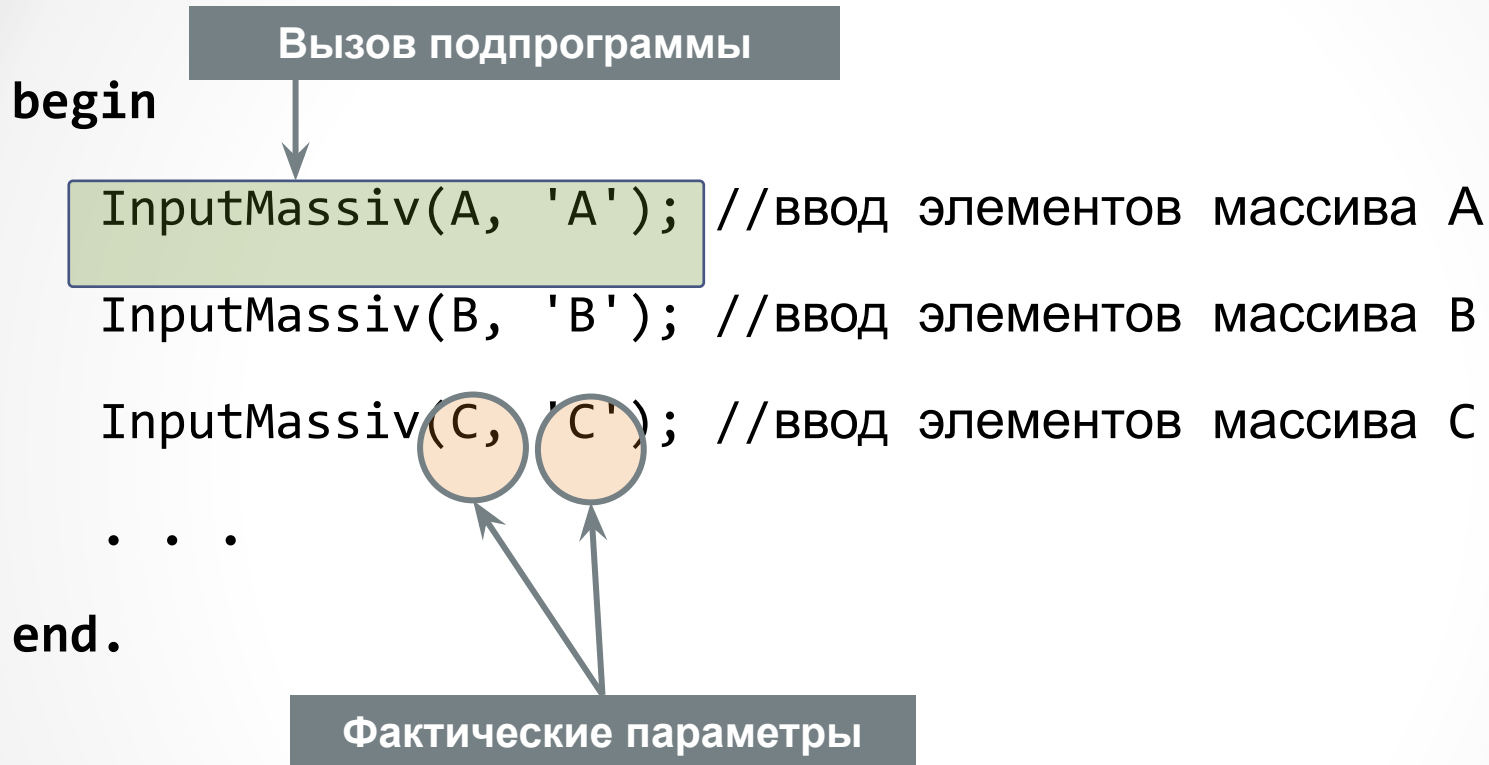 Вызов подпрограммы
begin
InputMassiv(A, 'A'); //ввод элементов массива A
InputMassiv(B, 'B'); //ввод элементов массива B
InputMassiv(C, 'C'); //ввод элементов массива C
. . .
end.
Фактические параметры